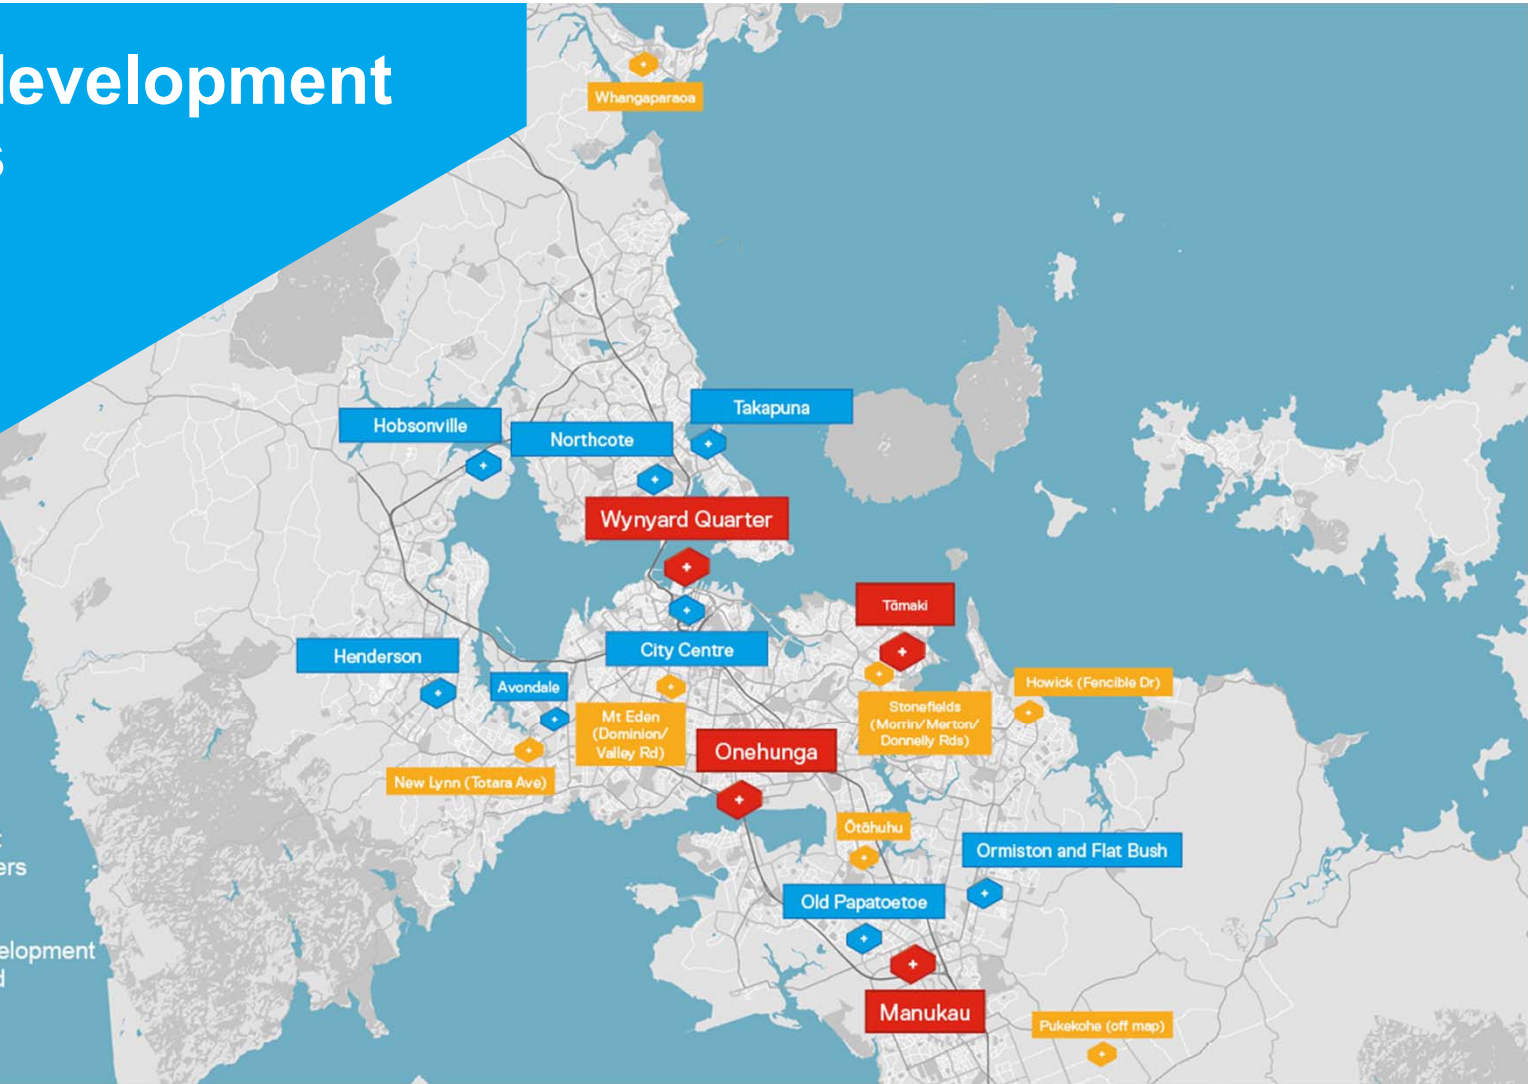 development
s
Whangaparaoa
Takapuna
Hobsonville
Northcote
Wynyard Quarter
Tāmaki
City Centre
Henderson
Avondale
Howick (Fencible Dr)
Mt Eden
(Dominion/
Valley Rd)
Stonefields
(Morrin/Merton/
Donnelly Rds)
Onehunga
New Lynn (Totara Ave)
Ōtāhuhu
Ormiston and Flat Bush
Old Papatoetoe
Manukau
Pukekohe (off map)
t
ers
elopment
d